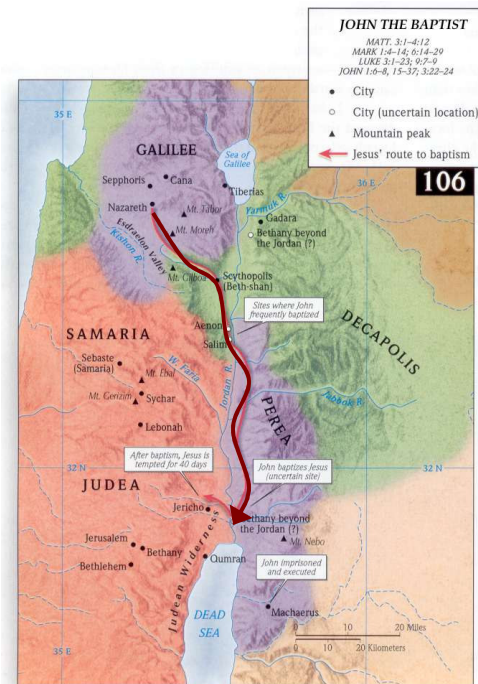 JOHN THE BAPTIST
MATT. 3:1–4:12
MARK 1:4–14; 6:14–29
LUKE 3:1–23; 9:7–9
JOHN 1:6–8, 15–37; 3:22–24
City
City (uncertain location)
Mountain peak
Jesus' route to baptism
106
35 E
36 E
GALILEE
Sea of
Galilee
Sepphoris
Cana
Tiberias
Nazareth
Mt. Tabor
Yarmuk R.
Gadara
Mt. Moreh
Bethany beyond
the Jordan (?)
Esdraelon Valley
Kishon R.
Mt. Gilboa
Scythopolis
(Beth-shan)
Sites where John
frequently baptized
DECAPOLIS
Aenon
Salim
SAMARIA
Sebaste
(Samaria)
Mt. Ebal
W. Faria
Jordan R.
Mt. Gerizim
Sychar
Jabbok R.
PEREA
Lebonah
After baptism, Jesus is
tempted for 40 days
32 N
32 N
JUDEA
John baptizes Jesus
(uncertain site)
Jericho
Bethany beyond
the Jordan (?)
Jerusalem
Bethany
Mt. Nebo
Bethlehem
Qumran
Judean Wilderness
John imprisoned
and executed
DEAD
SEA
Machaerus
0 10 20 Miles
0 10 20 Kilometers
35 E